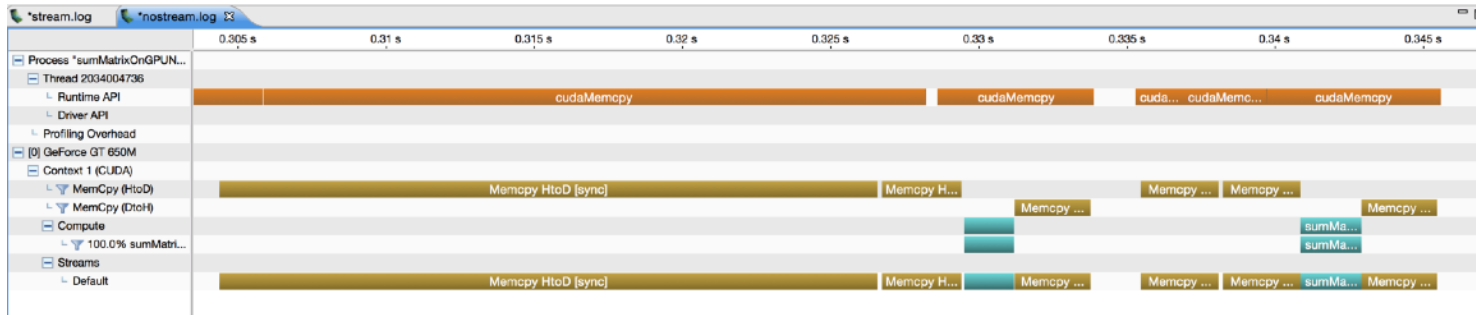 *stream.log *nostream.log
0.305 s 0.31 s 0.315 s 0.32 s 0.325 s 0.33 s 0.335 s 0.34 s 0.345 s
Process "sumMatrixOnGPUN...
Thread 2034004736
Runtime API cudaMemcpy cudaMemcpy cuda... cudaMemc... cudaMemcpy
Driver API
Profiling Overhead
[0] GeForce GT 650M
Context 1 (CUDA)
MemCpy (HtoD) Memcpy HtoD [sync] Memcpy H... Memcpy ... Memcpy ...
MemCpy (DtoH) Memcpy ... Memcpy ...
Compute sumMa...
100.0% sumMatri... sumMa...
Streams
Default Memcpy HtoD [sync] Memcpy H... Memcpy ... Memcpy ... Memcpy ... sumMa... Memcpy ...